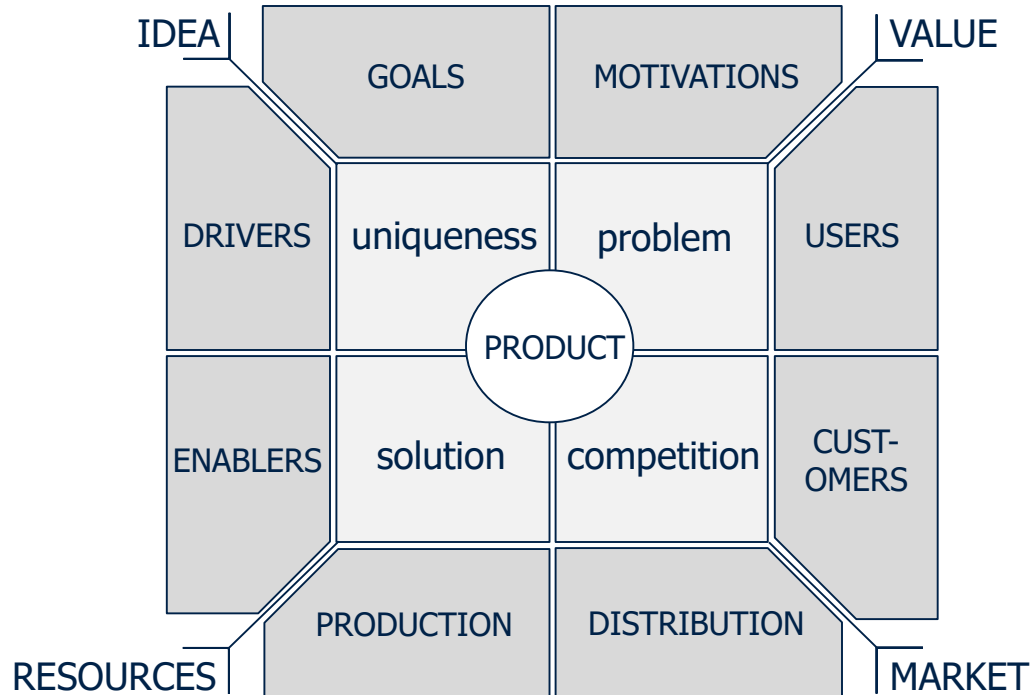 IDEA
VALUE
GOALS
MOTIVATIONS
DRIVERS
uniqueness
problem
USERS
PRODUCT
ENABLERS
solution
competition
CUST-
OMERS
PRODUCTION
DISTRIBUTION
RESOURCES
MARKET